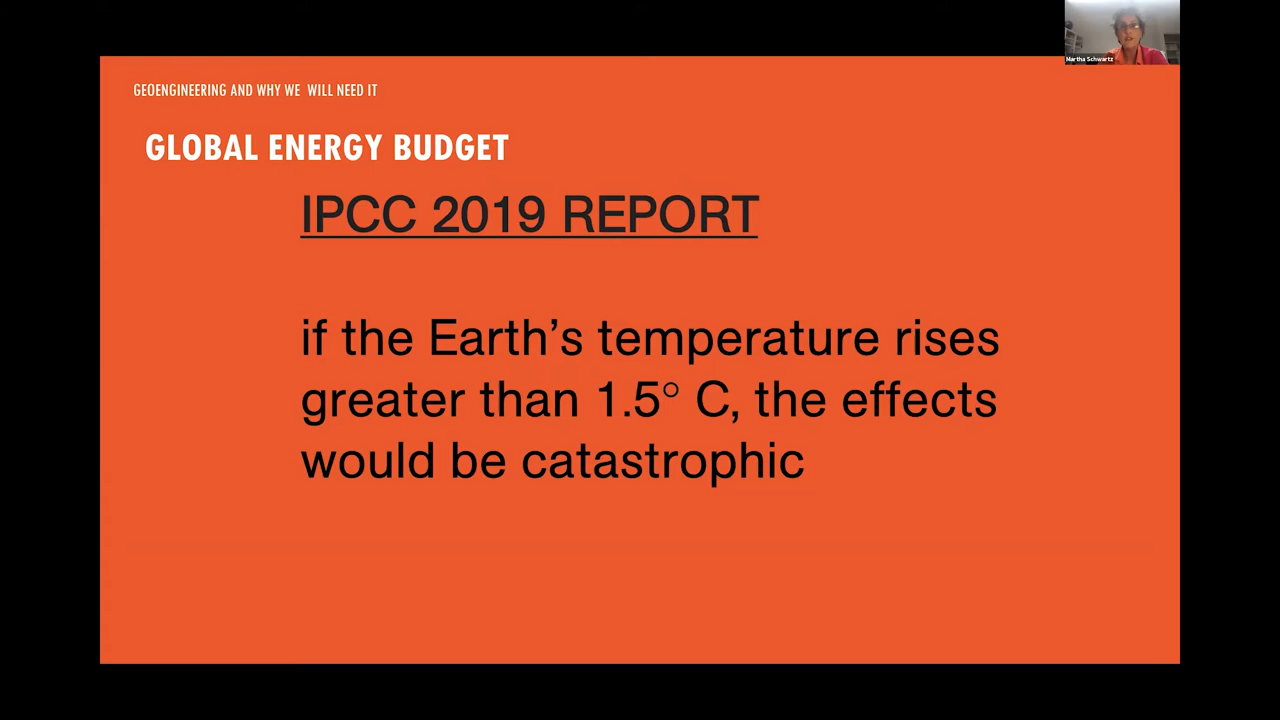 Martha Schwartz
GEOENGINEERING AND WHY WE WILL NEED IT
GLOBAL ENERGY BUDGET
IPCC 2019 REPORT
if the Earth’s temperature rises
greater than 1.5° C, the effects
would be catastrophic